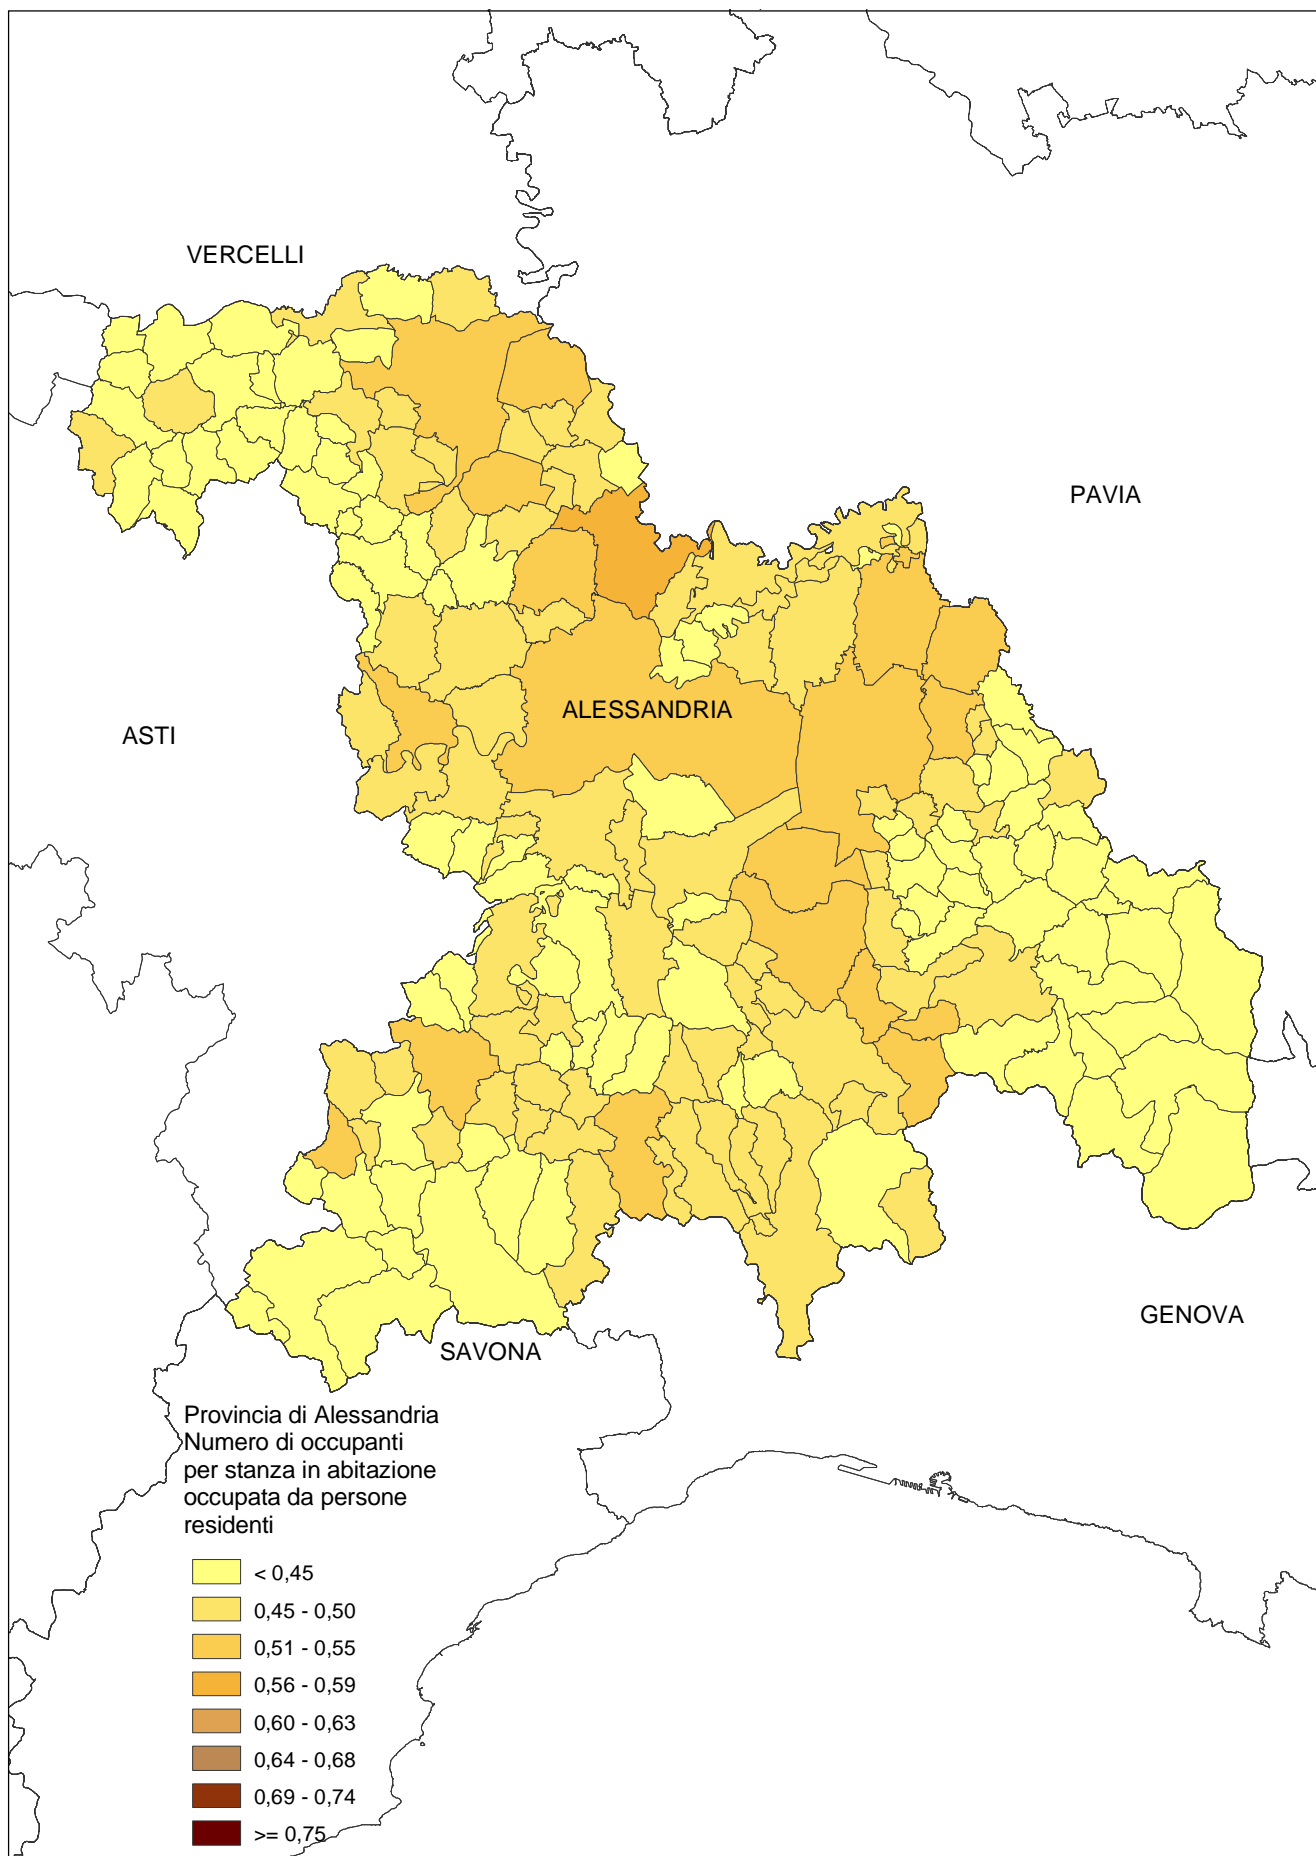 VERCELLI
PAVIA
ALESSANDRIA
ASTI
GENOVA
SAVONA
Provincia di Alessandria
Numero di occupanti
per stanza in abitazione
occupata da persone
residenti
< 0,45
0,45 - 0,50
0,51 - 0,55
0,56 - 0,59
0,60 - 0,63
0,64 - 0,68
0,69 - 0,74
>= 0,75